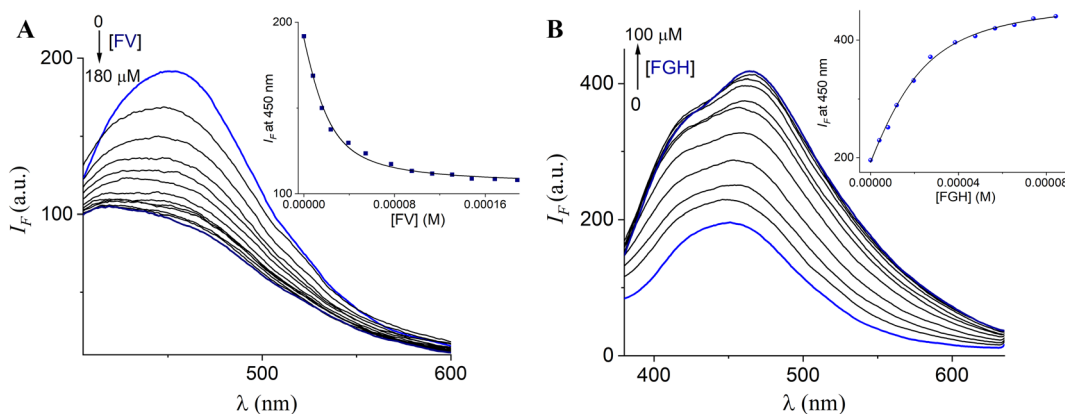 A
0
[FV]
180 μM
200
100
I_F (a.u.)
500
600
λ (nm)
200
100
I_F at 450 nm
0.00000
0.00008
0.00016
[FV] (M)
B
100 μM
[FGH]
0
400
200
0
I_F (a.u.)
400
500
600
λ (nm)
400
200
I_F at 450 nm
0.00000
0.00004
0.00008
[FGH] (M)